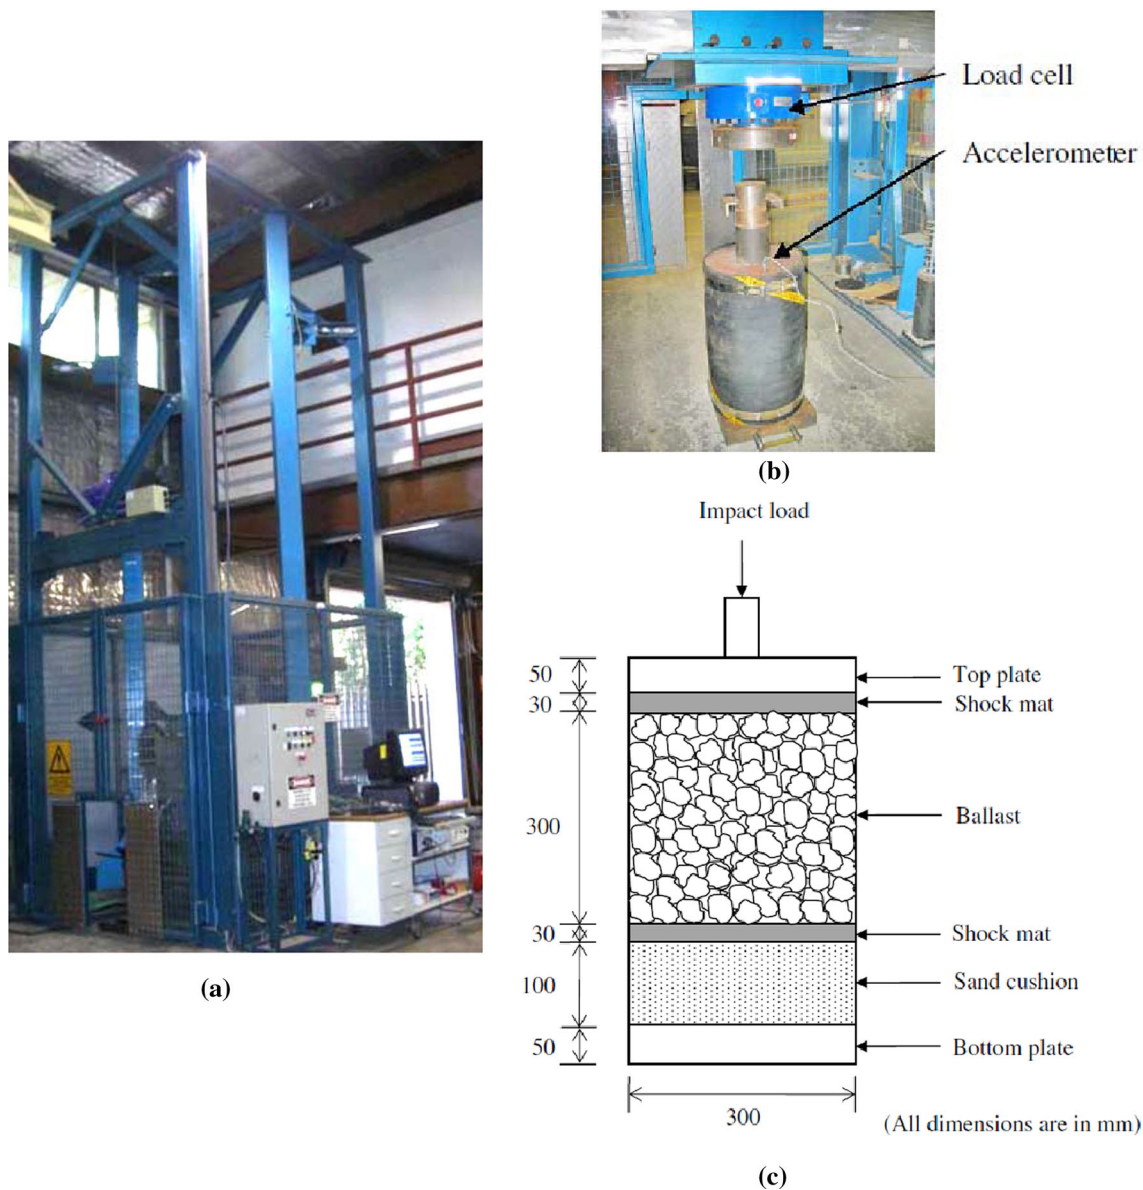 Load cell
Accelerometer
(b)
(a)
Impact load
50
Top plate
30
Shock mat
300
Ballast
30
Shock mat
100
Sand cushion
50
Bottom plate
300
(All dimensions are in mm)
(c)